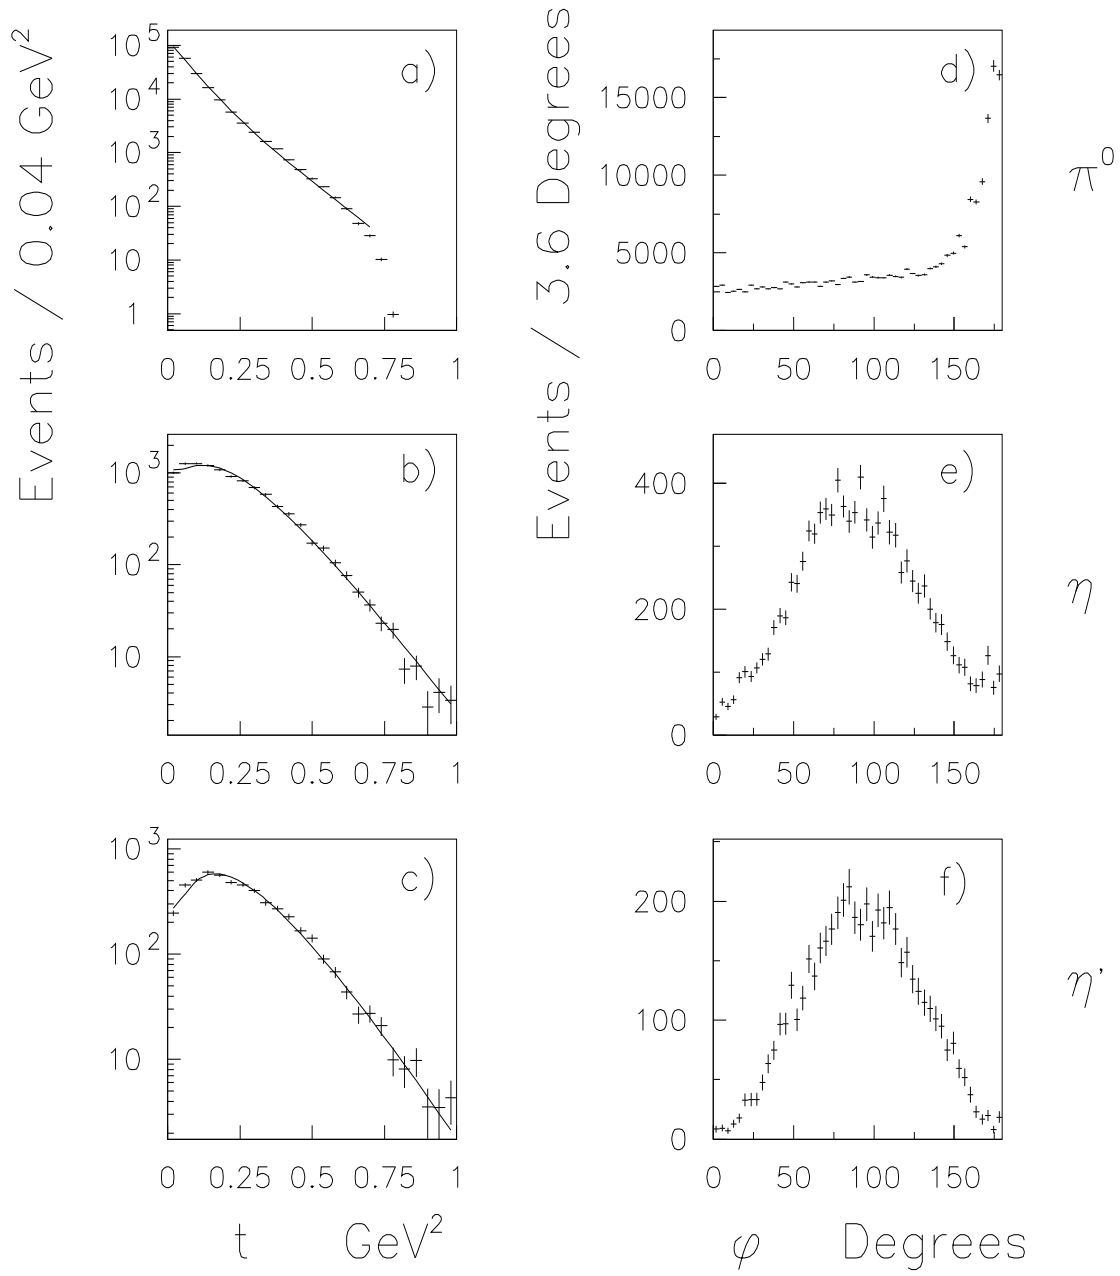 Events / 0.04 GeV²
Events / 3.6 Degrees
a)
10⁵
10⁴
10³
10²
10
1
0 0.25 0.5 0.75 1
d)
15000
10000
5000
0
0 50 100 150
π⁰
b)
10³
10²
10
0 0.25 0.5 0.75 1
e)
400
200
0
0 50 100 150
η
c)
10³
10²
10
0 0.25 0.5 0.75 1
f)
200
100
0
0 50 100 150
η'
t GeV²
φ Degrees